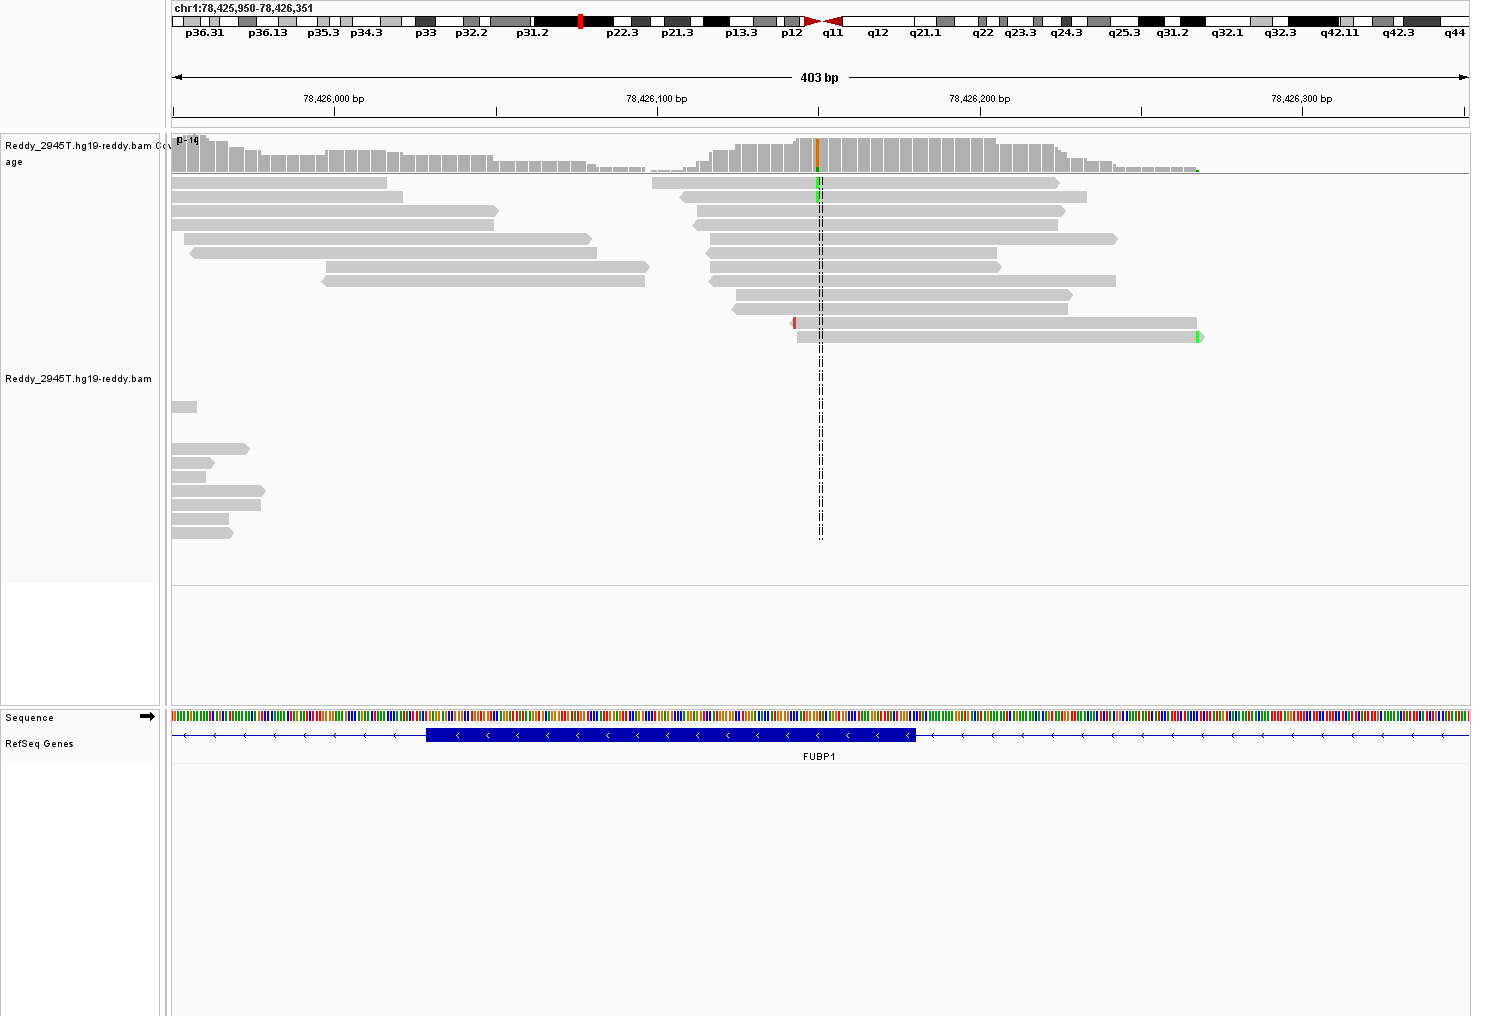 chr1:78,425,950-78,426,351
p36.31 p36.13 p35.3 p34.3 p33 p32.2 p31.2 p22.3 p21.3 p13.3 p12 q11 q12 q21.1 q22 q23.3 q24.3 q25.3 q31.2 q32.1 q32.3 q42.11 q42.3 q44
403 bp
78,426,000 bp 78,426,100 bp 78,426,200 bp 78,426,300 bp
Reddy_2945T.hg19-reddy.bam Cov
age
Reddy_2945T.hg19-reddy.bam
Sequence
RefSeq Genes
FUBP1